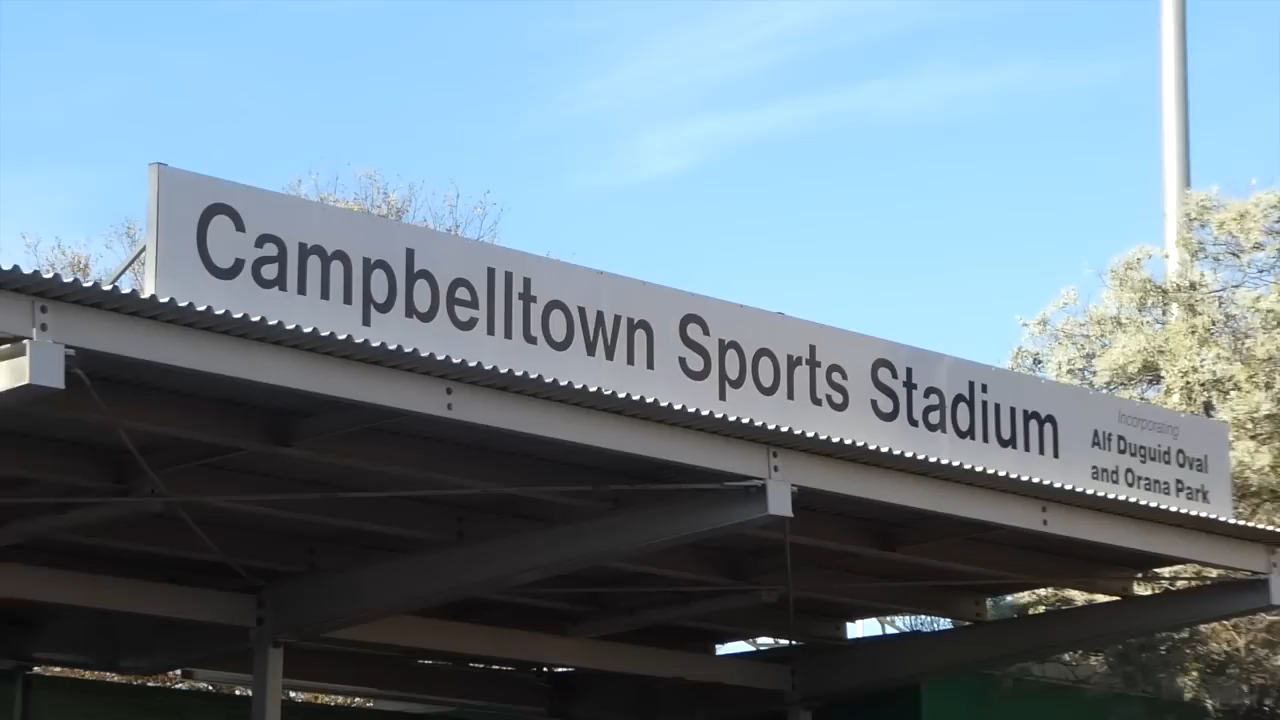 Campbelltown Sports Stadium
Incorporating
Alf Duguid Oval
and Orana Park